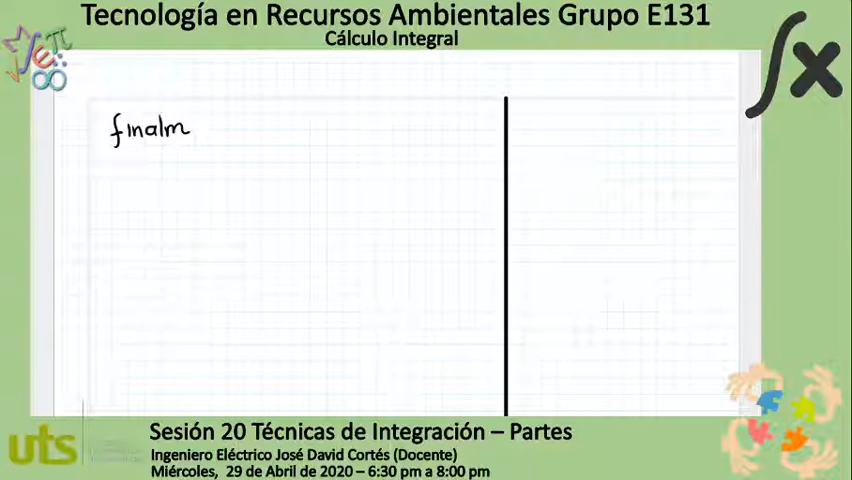 Tecnología en Recursos Ambientales Grupo E131
Cálculo Integral
finalm
Sesión 20 Técnicas de Integración – Partes
uts
Ingeniero Eléctrico José David Cortés (Docente)
Miércoles, 29 de Abril de 2020 – 6:30 pm a 8:00 pm